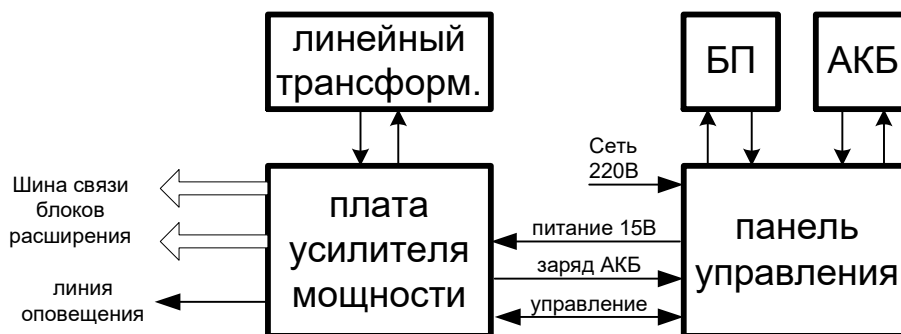 линейный
трансформ.
БП
АКБ
Сеть
220В
Шина связи
блоков
расширения
плата
усилителя
мощности
питание 15В
заряд АКБ
управление
панель
управления
линия
оповещения